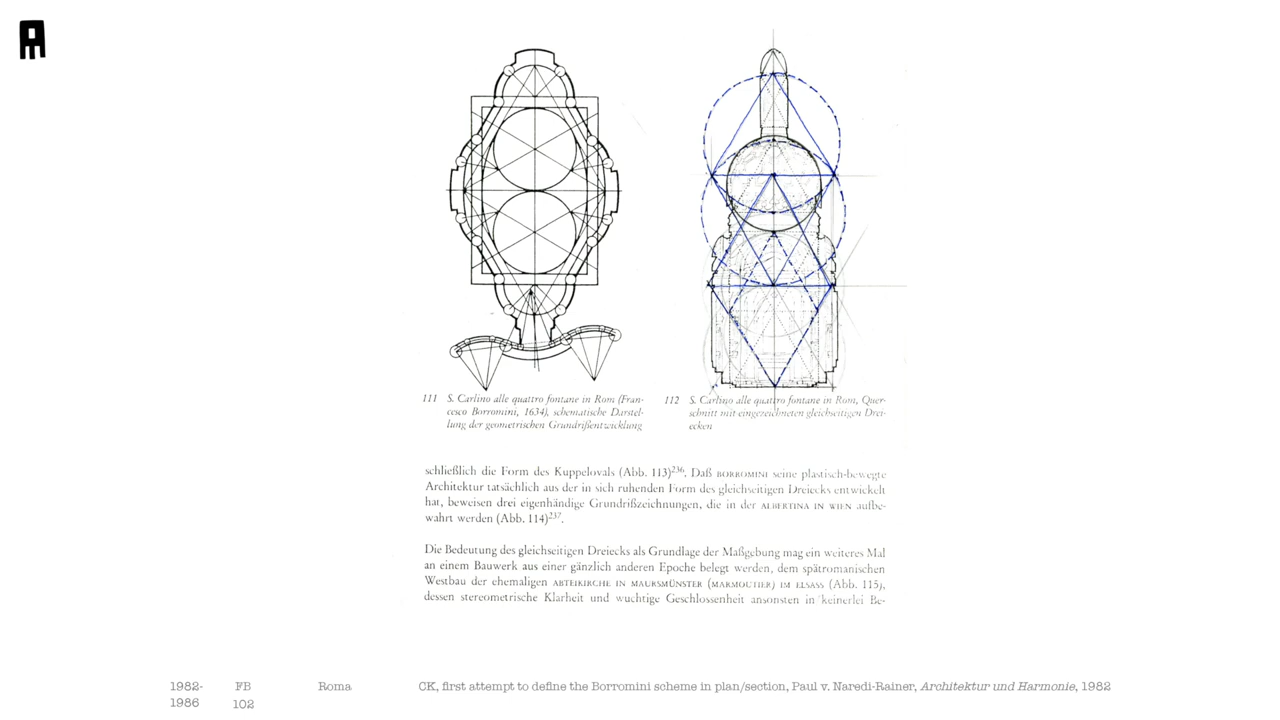 111 S. Carlino alle quattro fontane in Rom (Fran-
cesco Borromini, 1634), schematische Darstel-
lung der geometrischen Grundrißentwicklung
112 S. Carlino alle quattro fontane in Rom, Quer-
schnitt mit eingezeichneten gleichseitigen Drei-
ecken
schließlich die Form des Kuppelovals (Abb. 113)236. Daß BORROMINI seine plastisch-bewegte
Architektur tatsächlich aus der in sich ruhenden Form des gleichseitigen Dreiecks entwickelt
hat, beweisen drei eigenhändige Grundrißzeichnungen, die in der ALBERTINA IN WIEN aufbe-
wahrt werden (Abb. 114)237.
Die Bedeutung des gleichseitigen Dreiecks als Grundlage der Maßgebung mag ein weiteres Mal
an einem Bauwerk aus einer gänzlich anderen Epoche belegt werden, dem spätromanischen
Westbau der ehemaligen ABTEIKIRCHE IN MAURSMÜNSTER (MARMOUTIER) IM ELSASS (Abb. 115),
dessen stereometrische Klarheit und wuchtige Geschlossenheit ansonsten in keinerlei Be-
1982-
1986
FB
102
Roma
CK, first attempt to define the Borromini scheme in plan/section, Paul v. Naredi-Rainer, Architektur und Harmonie, 1982